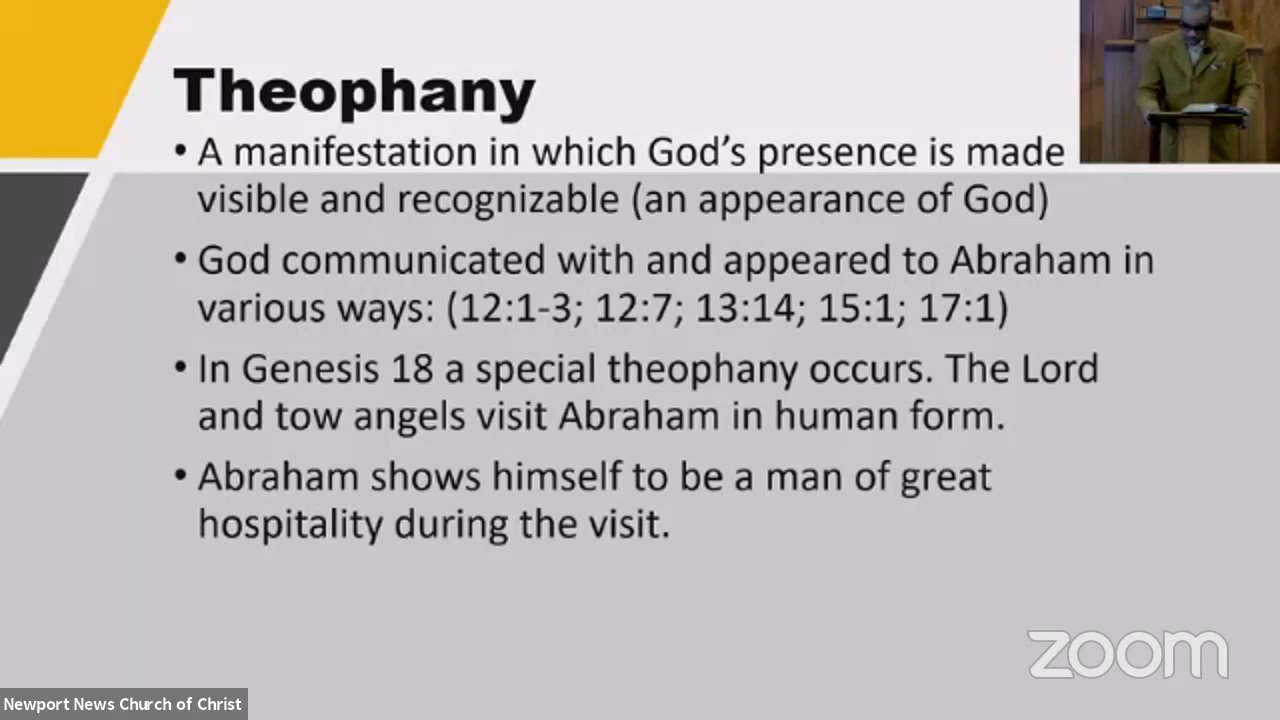 Theophany
• A manifestation in which God’s presence is made
visible and recognizable (an appearance of God)
• God communicated with and appeared to Abraham in
various ways: (12:1-3; 12:7; 13:14; 15:1; 17:1)
• In Genesis 18 a special theophany occurs. The Lord
and tow angels visit Abraham in human form.
• Abraham shows himself to be a man of great
hospitality during the visit.
zoom
Newport News Church of Christ